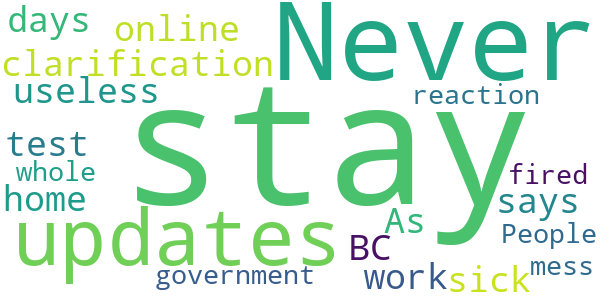 days
online
Never
clarification
useless
reaction
stay
test
whole
fired
home
says
updates
As
BC
People
government
work
sick
mess